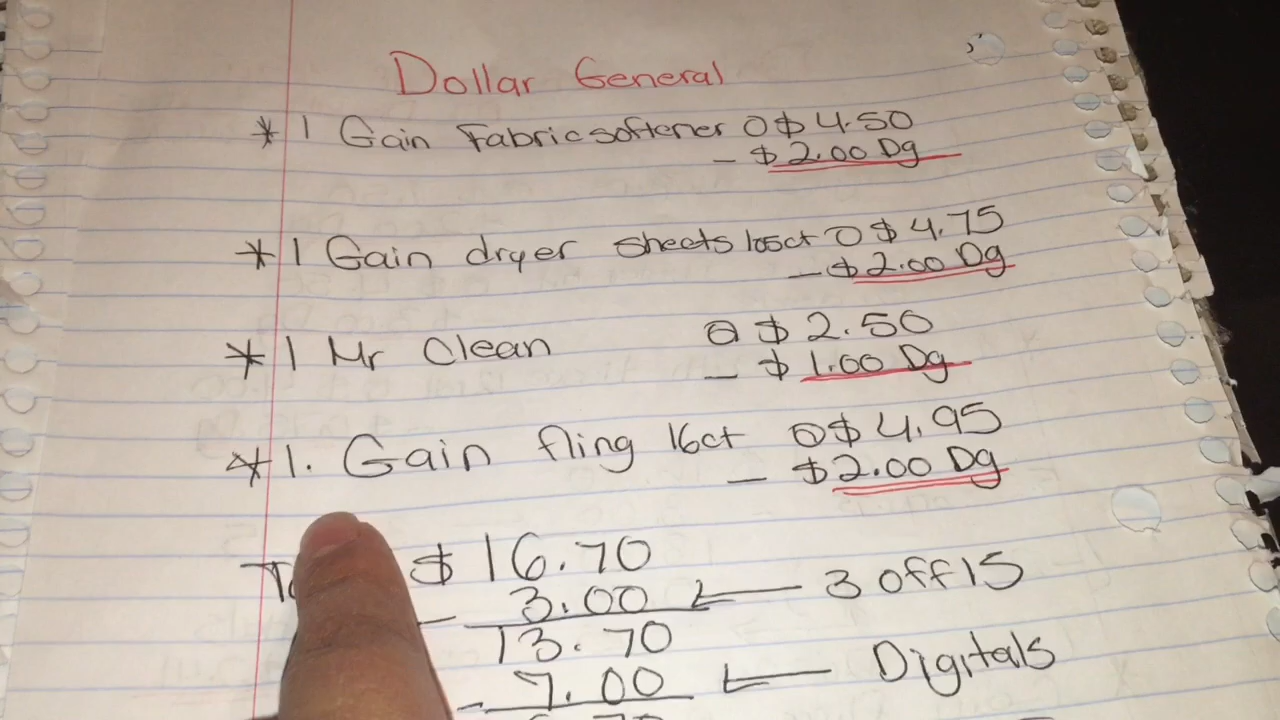 Dollar General
* 1 Gain Fabric softener @ $4.50
- $2.00 Dg
* 1 Gain dryer sheets 105ct @ $4.75
- $2.00 Dg
* 1 Mr Clean @ $2.50
- $1.00 Dg
* 1. Gain fling 16ct @ $4.95
- $2.00 Dg
$16.70
- 3.00 ← 3 off 15
13.70
- 7.00 ← Digitals